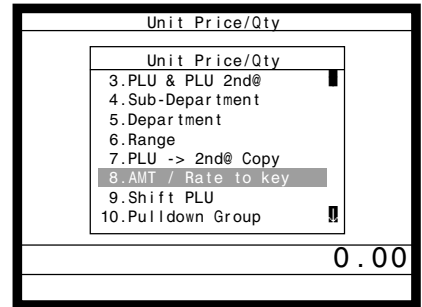 Unit Price/Qty
Unit Price/Qty
3.PLU & PLU 2nd@
4.Sub-Department
5.Department
6.Range
7.PLU -> 2nd@ Copy
8.AMT / Rate to key
9.Shift PLU
10.Pulldown Group
0.00